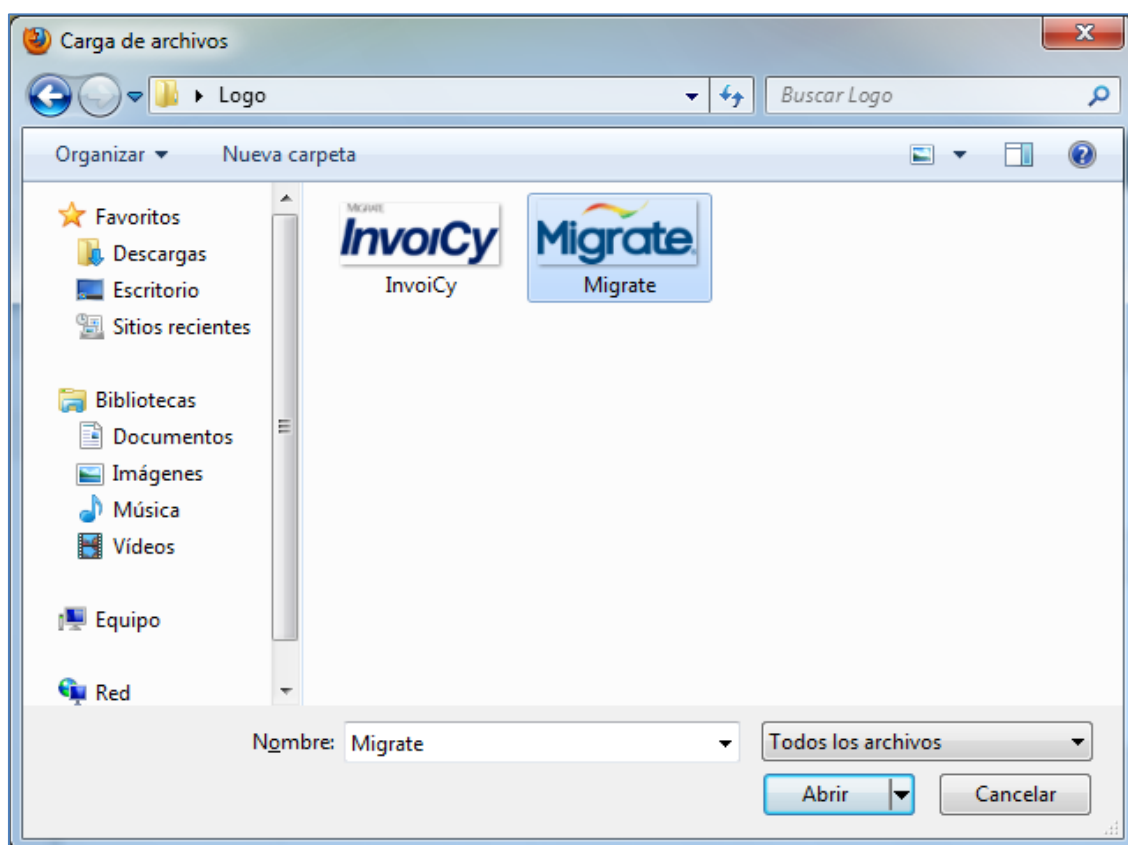 Carga de archivos
Logo
Buscar Logo
Organizar
Nueva carpeta
Favoritos
Descargas
Escritorio
Sitios recientes
Bibliotecas
Documentos
Imágenes
Música
Vídeos
Equipo
Red
MIGRATE
InvoiCy
InvoiCy
Migrate
Migrate
Nombre: Migrate
Todos los archivos
Abrir
Cancelar